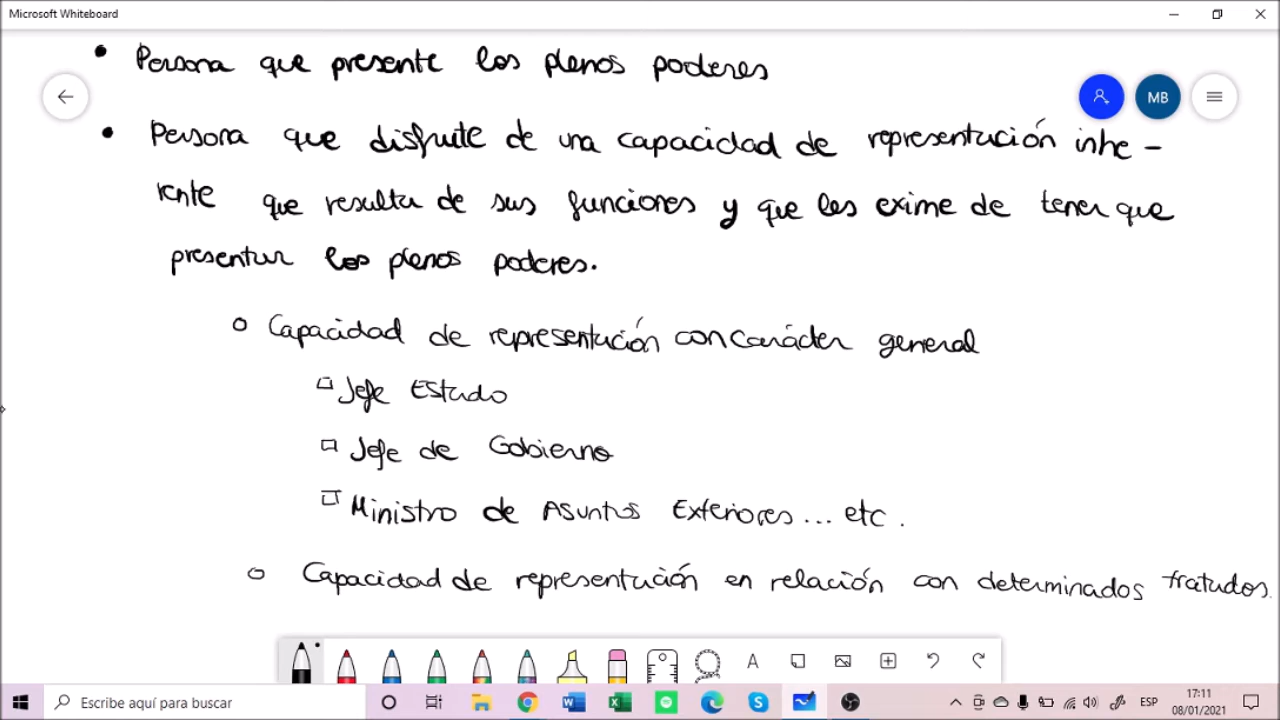 Microsoft Whiteboard
• Persona que presente los plenos poderes
MB
• Persona que disfrute de una capacidad de representación inhe-
rente que resulta de sus funciones y que les exime de tener que
presentar los plenos poderes.
Capacidad de representación con carácter general
Jefe Estado
Jefe de Gobierno
Ministro de Asuntos Exteriores... etc.
Capacidad de representación en relación con determinados tratados.
A
Escribe aquí para buscar
ESP
17:11
08/01/2021